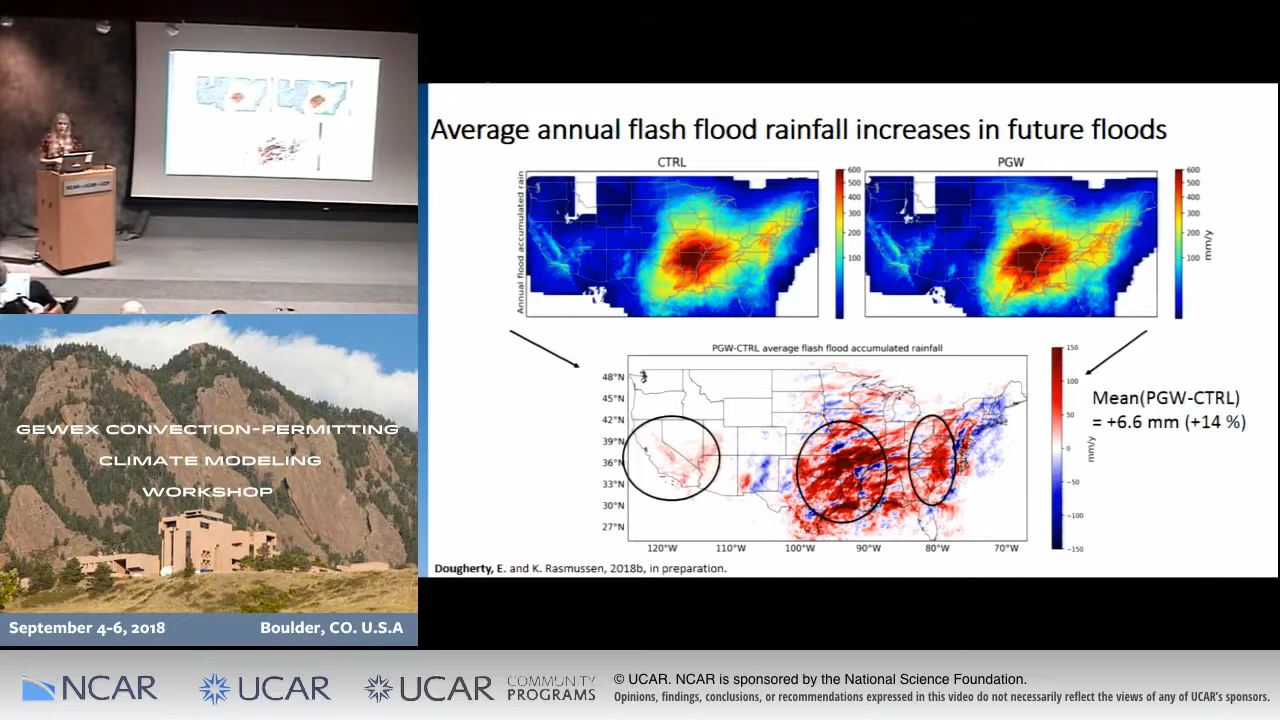 NCAR-UCAR-UCP
Average annual flash flood rainfall increases in future floods
CTRL
PGW
Annual flood accumulated rain
600
500
400
300
200
100
600
500
400
300
200
100
mm/y
PGW-CTRL average flash flood accumulated rainfall
48°N
45°N
42°N
39°N
36°N
33°N
30°N
27°N
120°W
110°W
100°W
90°W
80°W
70°W
150
100
50
0
−50
−100
−150
mm/y
Mean(PGW-CTRL)
= +6.6 mm (+14 %)
Dougherty, E. and K. Rasmussen, 2018b, in preparation.
GEWEX CONVECTION-PERMITTING
CLIMATE MODELING
WORKSHOP
September 4-6, 2018
Boulder, CO. U.S.A
NCAR
UCAR
UCAR
COMMUNITY
PROGRAMS
© UCAR. NCAR is sponsored by the National Science Foundation.
Opinions, findings, conclusions, or recommendations expressed in this video do not necessarily reflect the views of any of UCAR's sponsors.